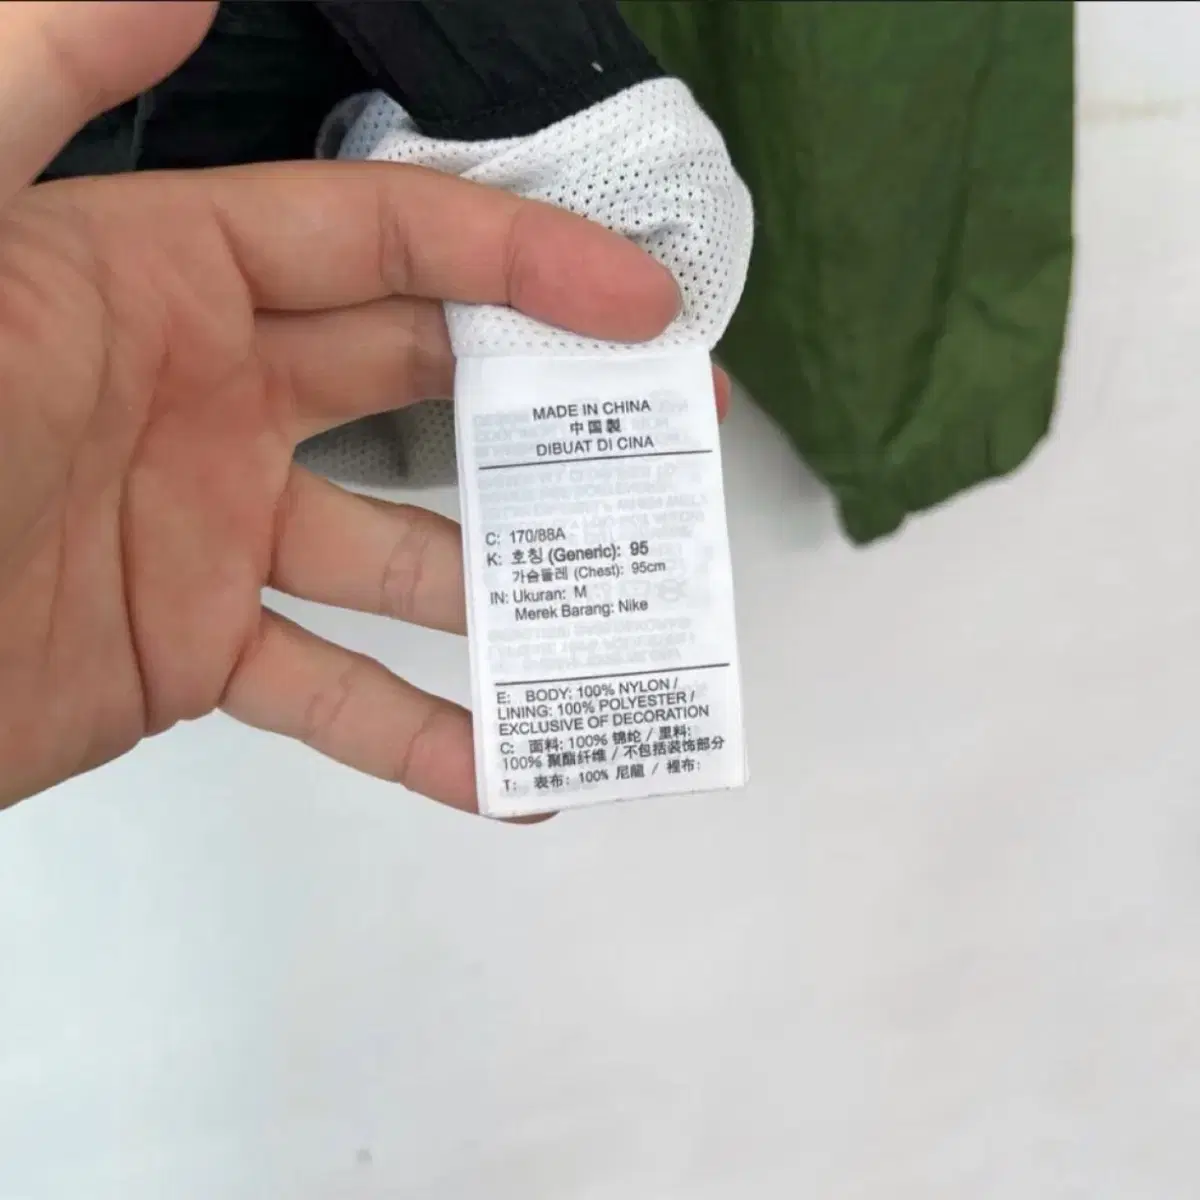 MADE IN CHINA
中国製
DIBUAT DI CINA
C: 170/88A
K: 호칭 (Generic): 95
가슴둘레 (Chest): 95cm
IN: Ukuran: M
Merek Barang: Nike
E: BODY: 100% NYLON /
LINING: 100% POLYESTER /
EXCLUSIVE OF DECORATION
C: 面料: 100% 锦纶 / 里料:
100% 聚酯纤维 / 不包括装饰部分
T: 表布: 100% 尼龍 / 裡布: